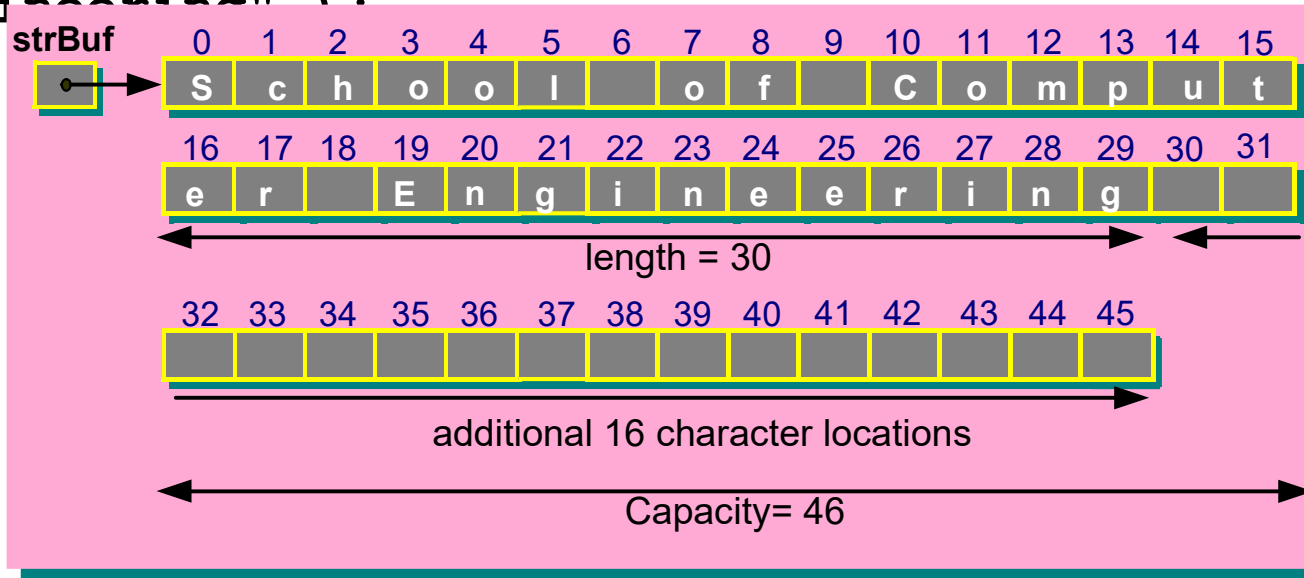 strBuf 0 1 2 3 4 5 6 7 8 9 10 11 12 13 14 15
S c h o o l o f C o m p u t
16 17 18 19 20 21 22 23 24 25 26 27 28 29 30 31
e r E n g i n e e r i n g
length = 30
32 33 34 35 36 37 38 39 40 41 42 43 44 45
additional 16 character locations
Capacity= 46